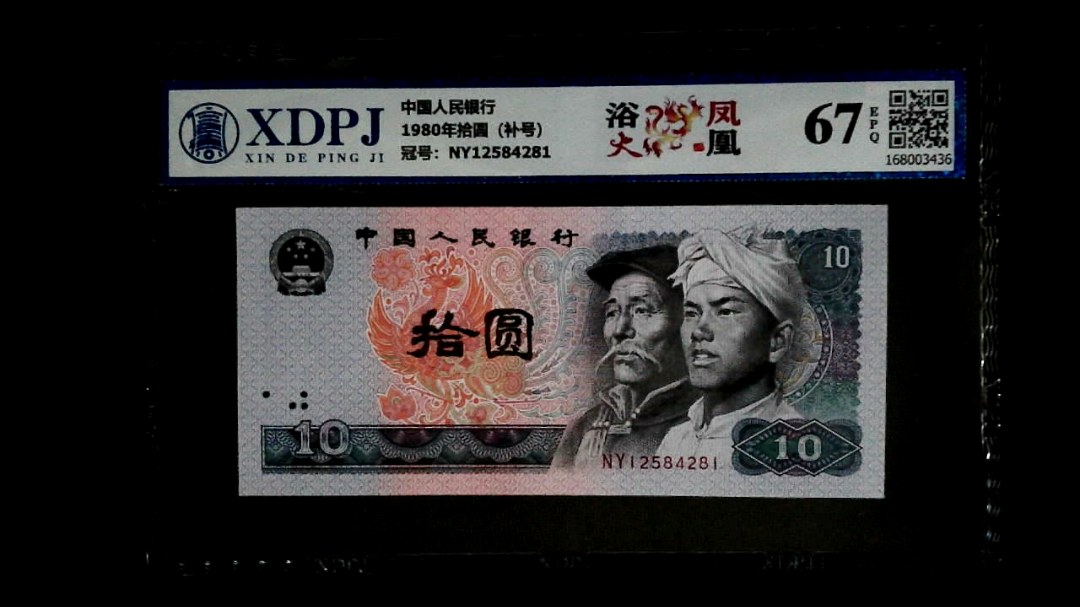 XDPJ
XIN DE PING JI
中国人民银行
1980年拾圆（补号）
冠号：NY12584281
浴火凤凰
67
EPQ
168003436
中国人民银行
10
拾圆
10
NY12584281
10